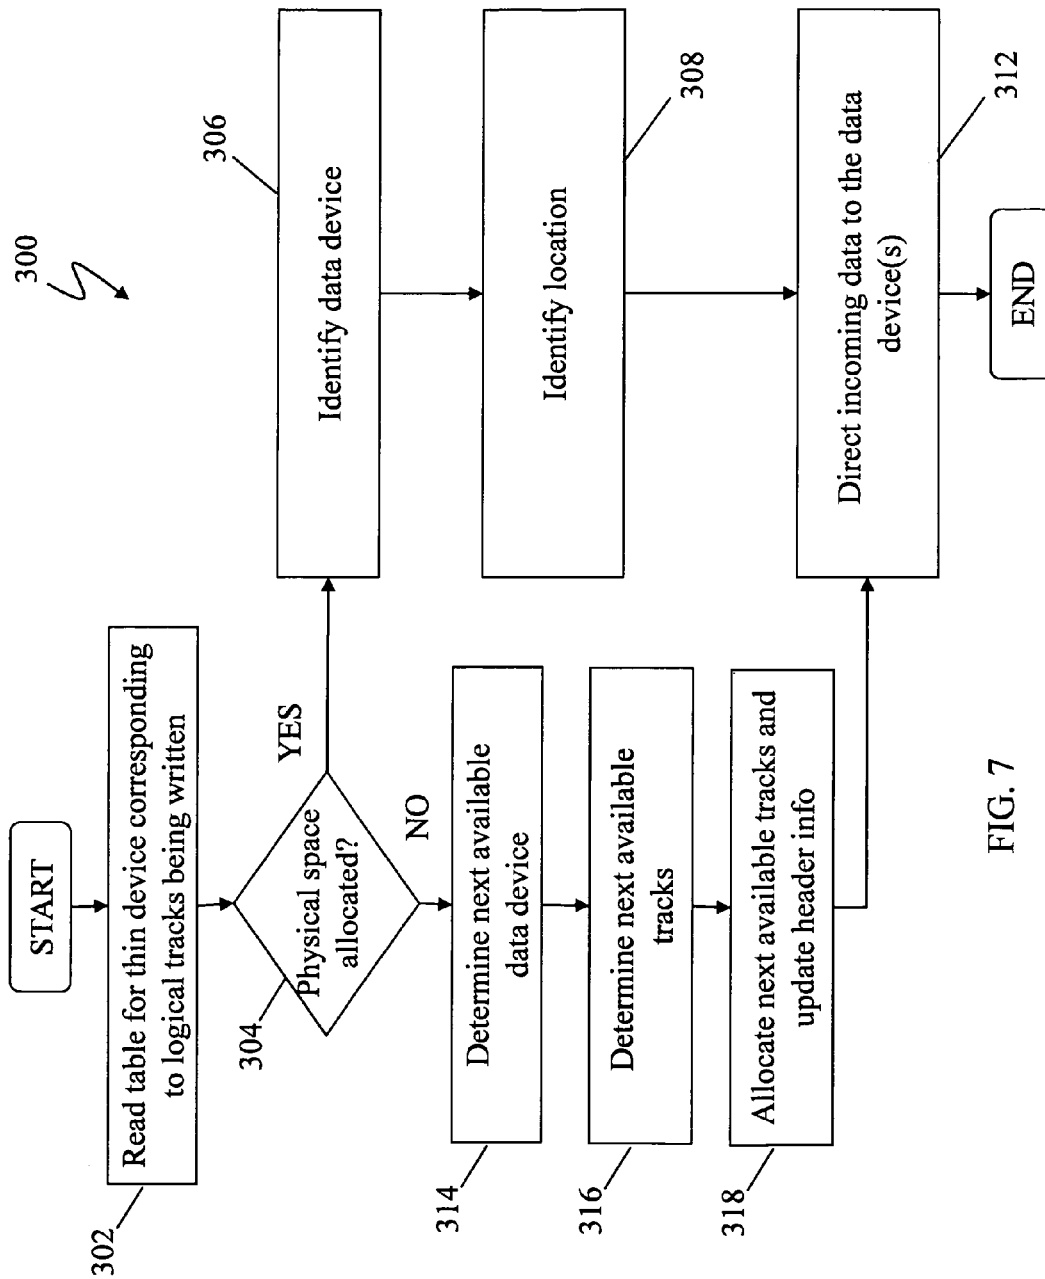 300
START
Read table for thin device corresponding
to logical tracks being written
302
Physical space
allocated?
304
YES
NO
Identify data device
306
Identify location
308
Determine next available
data device
314
Determine next available
tracks
316
Allocate next available tracks and
update header info
318
Direct incoming data to the data
device(s)
312
END
FIG. 7